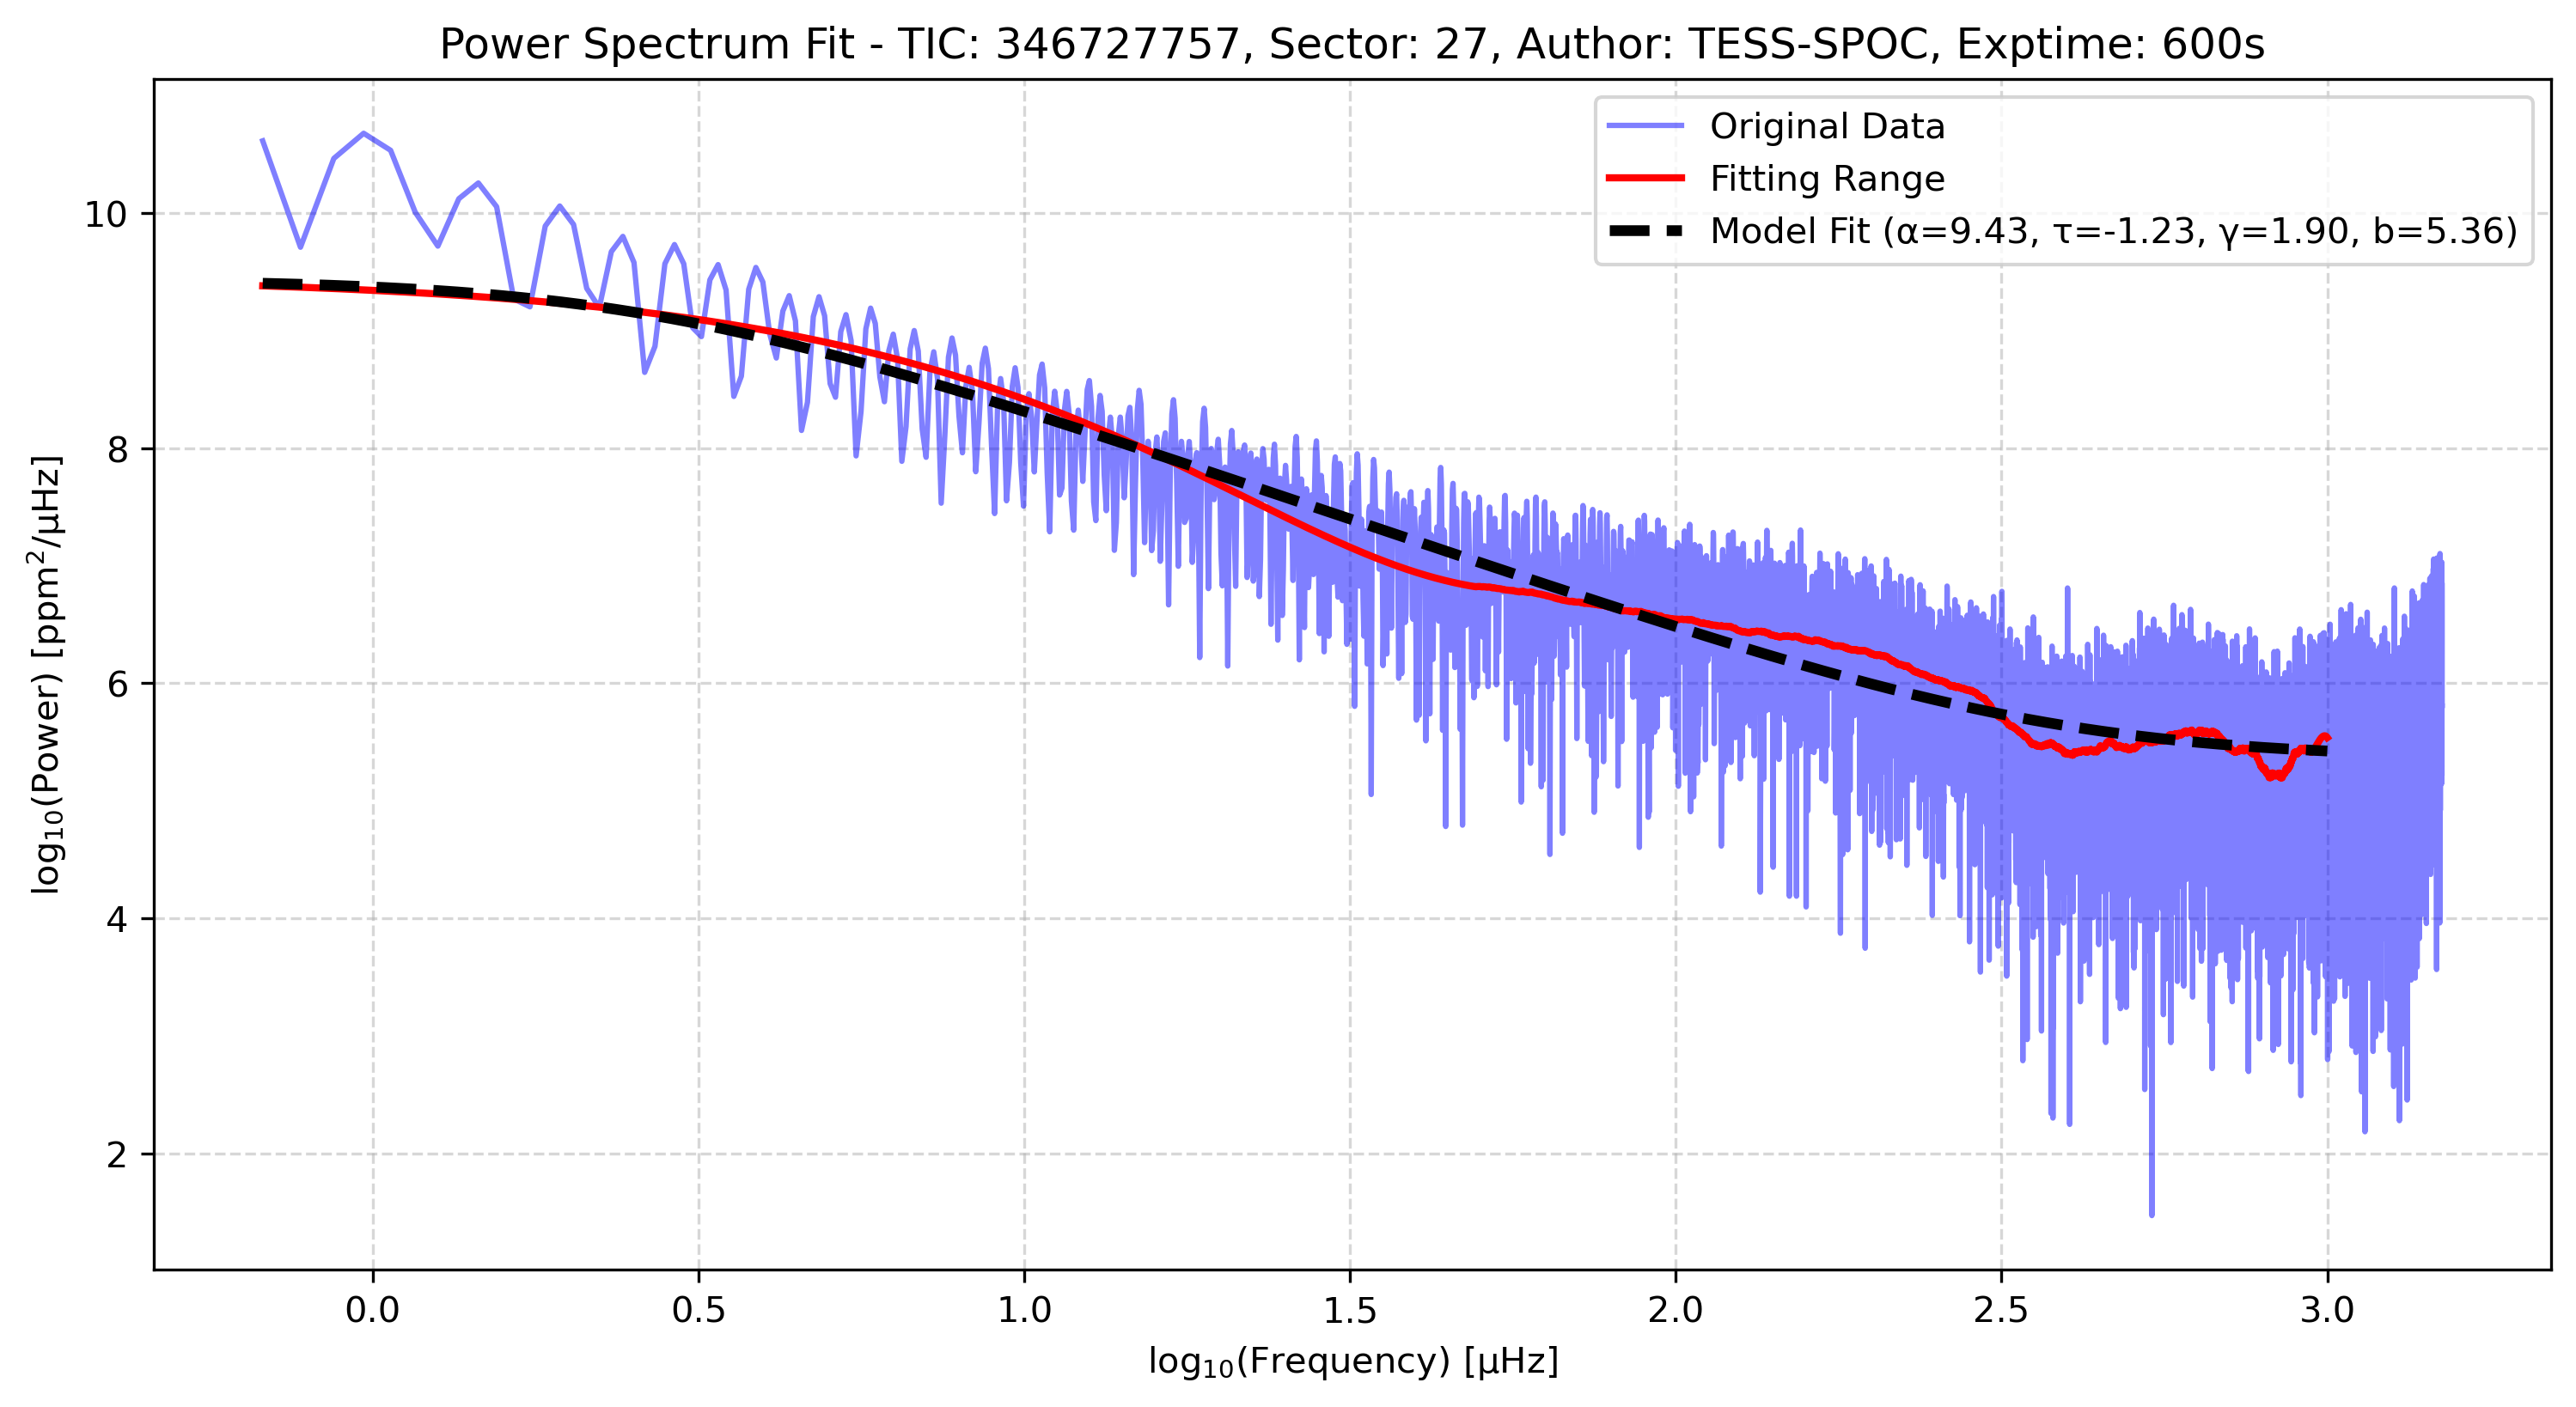 Power Spectrum Fit - TIC: 346727757, Sector: 27, Author: TESS-SPOC, Exptime: 600s
Original Data
Fitting Range
Model Fit (α=9.43, τ=-1.23, γ=1.90, b=5.36)
log₁₀(Power) [ppm²/μHz]
10
8
6
4
2
0.0 0.5 1.0 1.5 2.0 2.5 3.0
log₁₀(Frequency) [μHz]